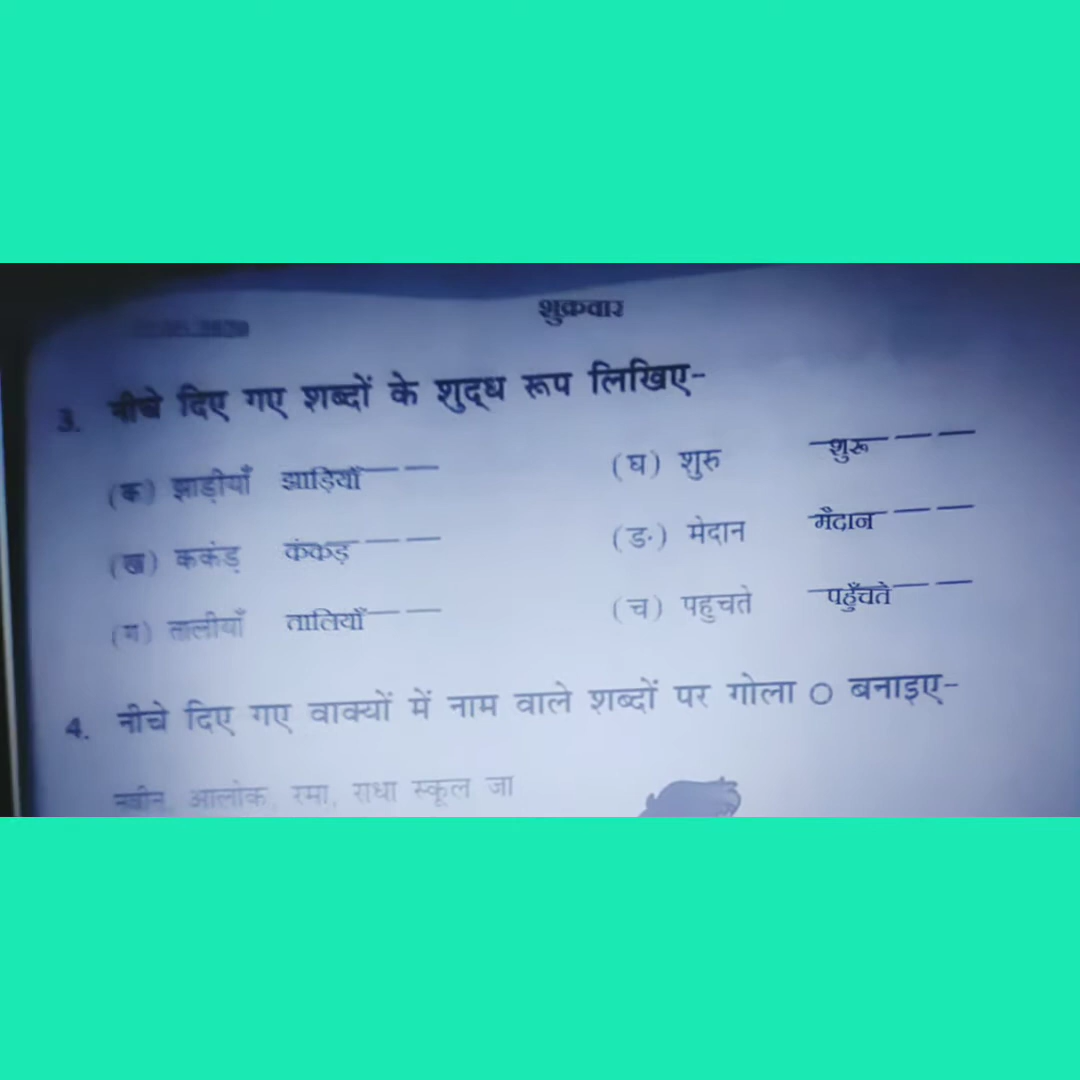 शुक्रवार
3. नीचे दिए गए शब्दों के शुद्ध रूप लिखिए-
(क) झाड़ीयाँ झाड़ियाँ (घ) शुरु शुरू
(ख) ककंड़ कंकड़ (ङ) मेदान मैदान
(ग) तालीयाँ तालियाँ (च) पहुचते पहुँचते
4. नीचे दिए गए वाक्यों में नाम वाले शब्दों पर गोला O बनाइए-
नवीन, आलोक, रमा, राधा स्कूल जा